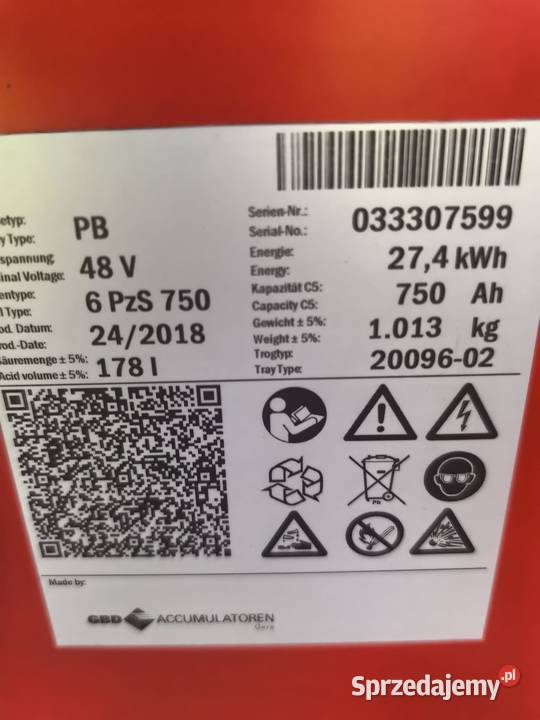 etyp:
y Type: PB
spannung:
inal Voltage: 48 V
entype:
l Type: 6 PzS 750
od. Datum:
rod.-Date: 24/2018
äuremenge ± 5%:
Acid volume ± 5%: 178 l
Serien-Nr.:
Serial-No.: 033307599
Energie:
Energy: 27,4 kWh
Kapazität C5:
Capacity C5: 750 Ah
Gewicht ± 5%:
Weight ± 5%: 1.013 kg
Trogtyp:
Tray Type: 20096-02
Pb
Made by:
GBD ACCUMULATOREN
Gera
Sprzedajemy.pl